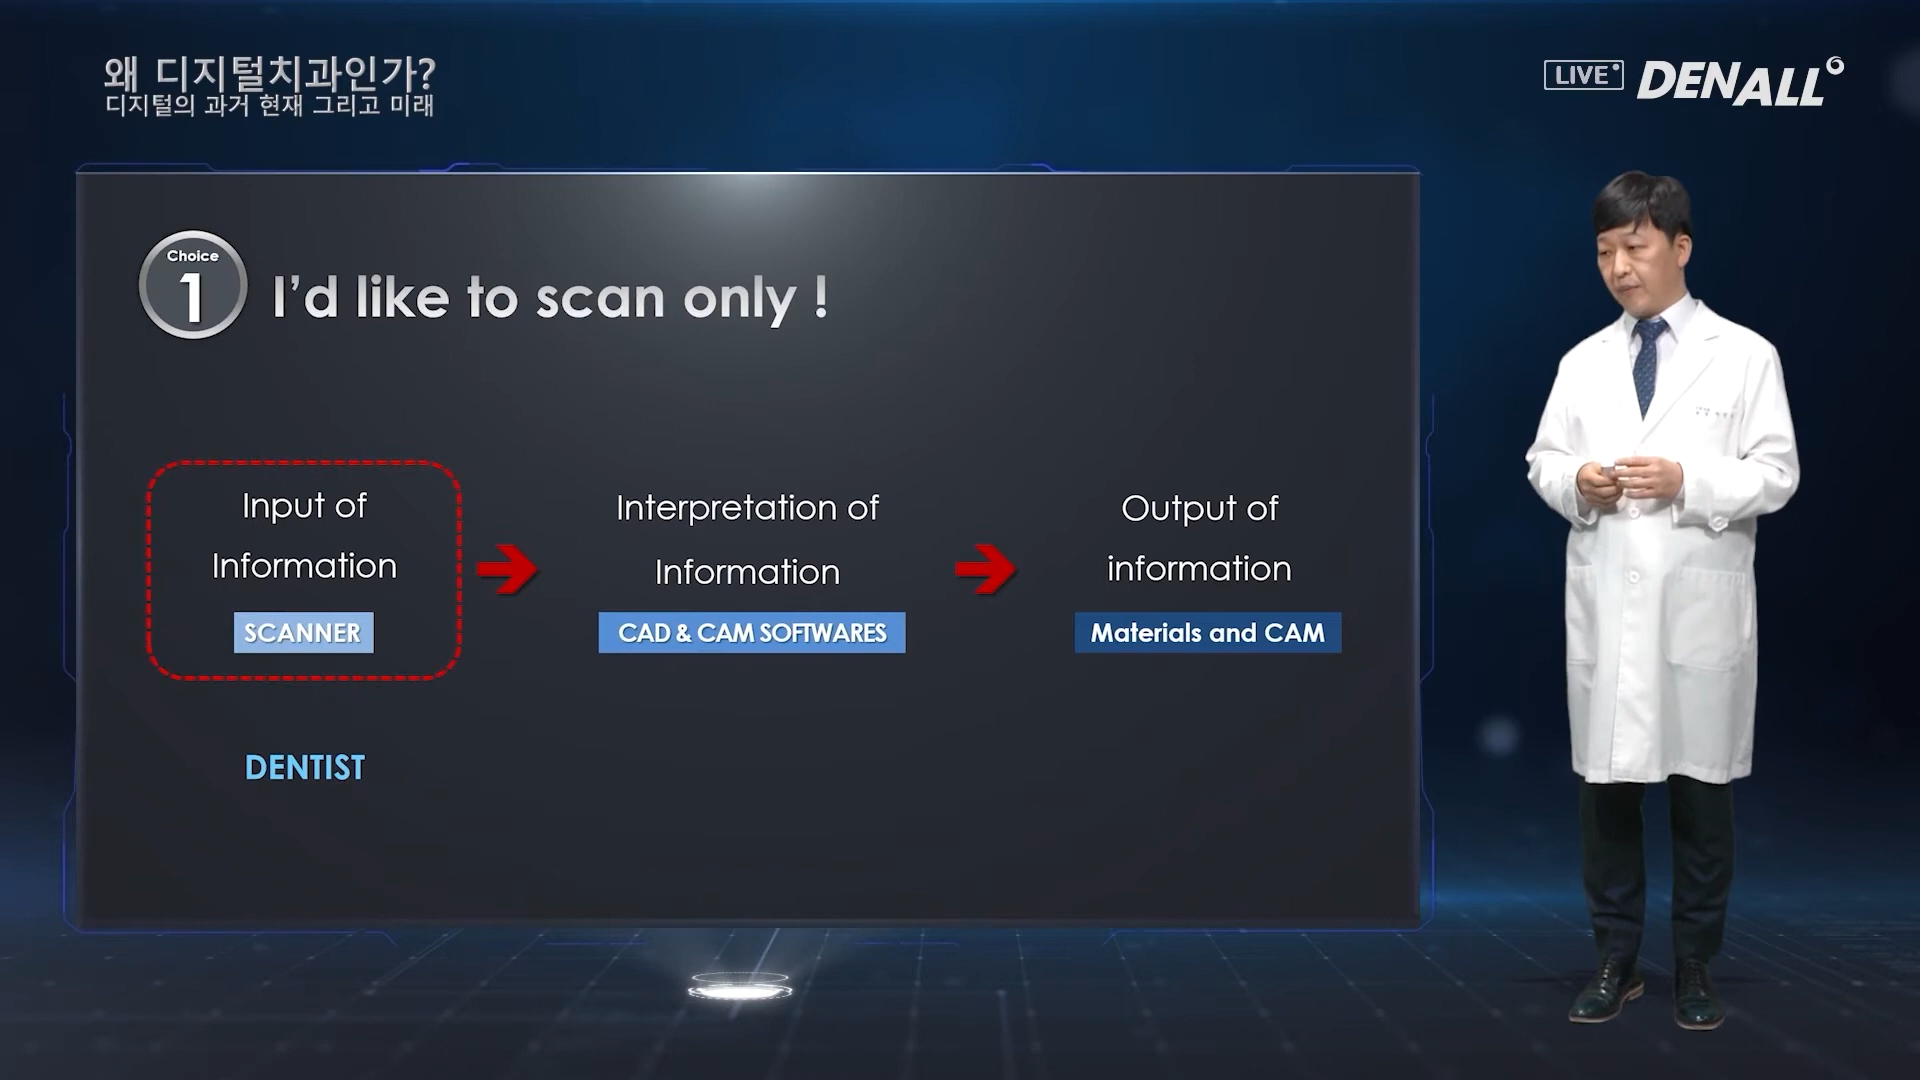 왜 디지털치과인가?
디지털의 과거 현재 그리고 미래
LIVE
DENALL
Choice
1
I’d like to scan only !
Input of
Information
SCANNER
Interpretation of
Information
CAD & CAM SOFTWARES
Output of
information
Materials and CAM
DENTIST